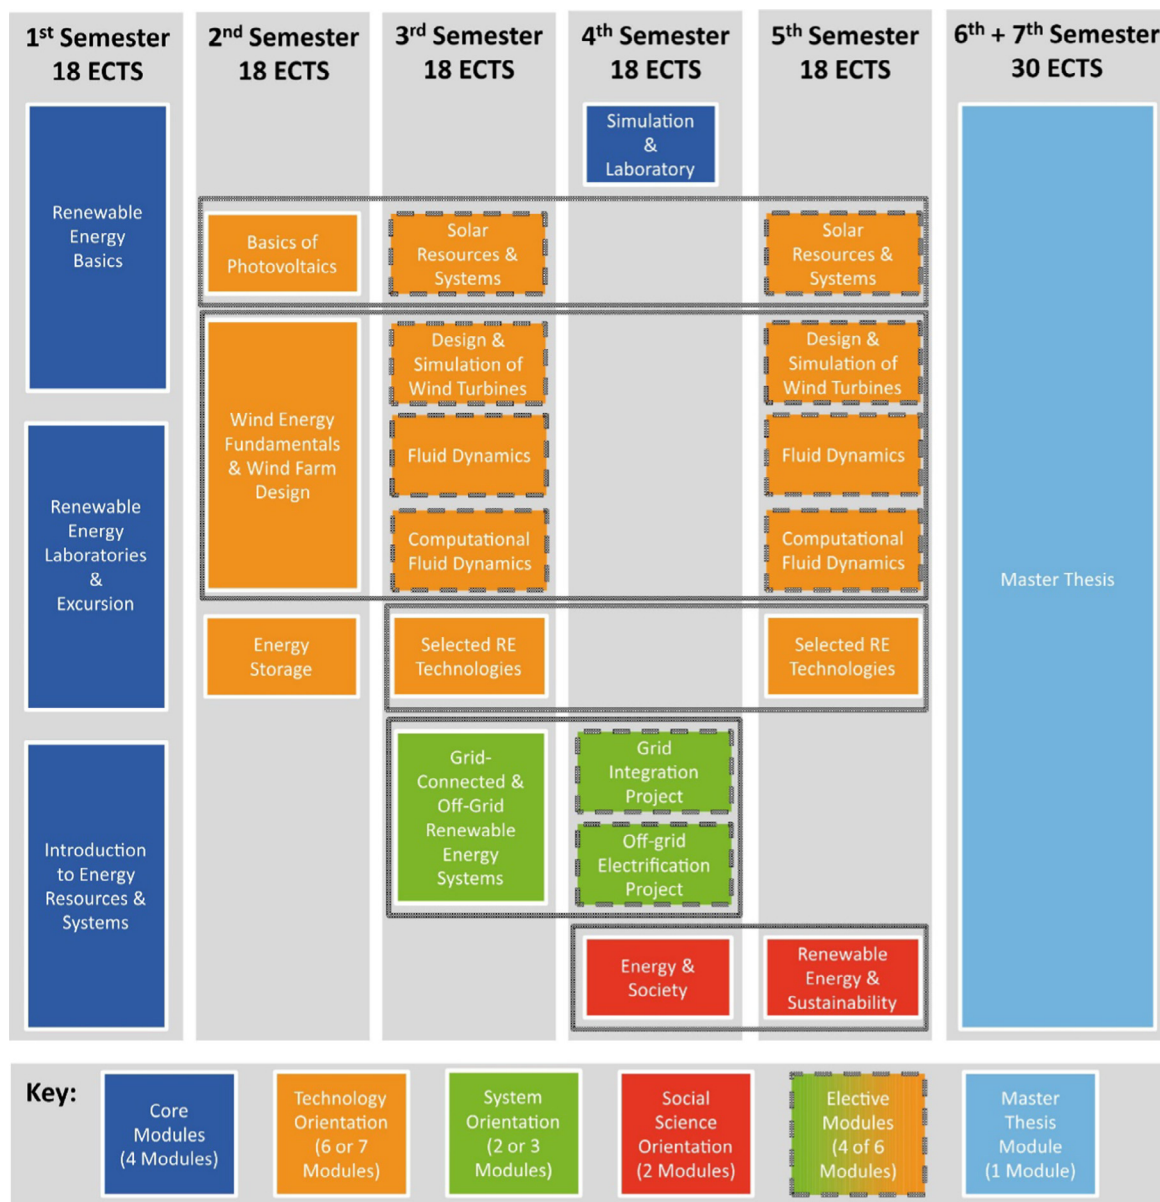 1st Semester
18 ECTS
2nd Semester
18 ECTS
3rd Semester
18 ECTS
4th Semester
18 ECTS
5th Semester
18 ECTS
6th + 7th Semester
30 ECTS
Renewable
Energy
Basics
Renewable
Energy
Laboratories
&
Excursion
Introduction
to Energy
Resources &
Systems
Basics of
Photovoltaics
Wind Energy
Fundamentals
& Wind Farm
Design
Energy
Storage
Solar
Resources &
Systems
Design &
Simulation of
Wind Turbines
Fluid Dynamics
Computational
Fluid Dynamics
Selected RE
Technologies
Grid-
Connected &
Off-Grid
Renewable
Energy
Systems
Simulation
&
Laboratory
Grid
Integration
Project
Off-grid
Electrification
Project
Energy &
Society
Solar
Resources &
Systems
Design &
Simulation of
Wind Turbines
Fluid Dynamics
Computational
Fluid Dynamics
Selected RE
Technologies
Renewable
Energy &
Sustainability
Master Thesis
Key:
Core
Modules
(4 Modules)
Technology
Orientation
(6 or 7
Modules)
System
Orientation
(2 or 3
Modules)
Social
Science
Orientation
(2 Modules)
Elective
Modules
(4 of 6
Modules)
Master
Thesis
Module
(1 Module)